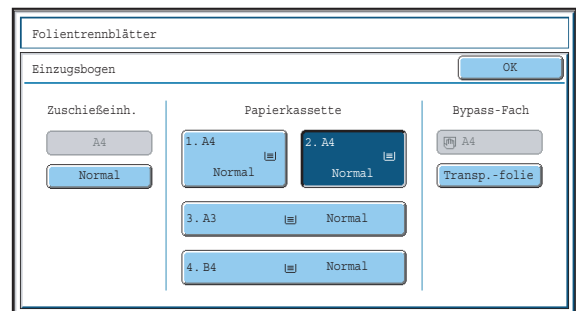 Folientrennblätter
Einzugsbogen
OK
Zuschießeinh.
A4
Normal
Papierkassette
1. A4
Normal
2. A4
Normal
3. A3 Normal
4. B4 Normal
Bypass-Fach
A4
Transp.-folie